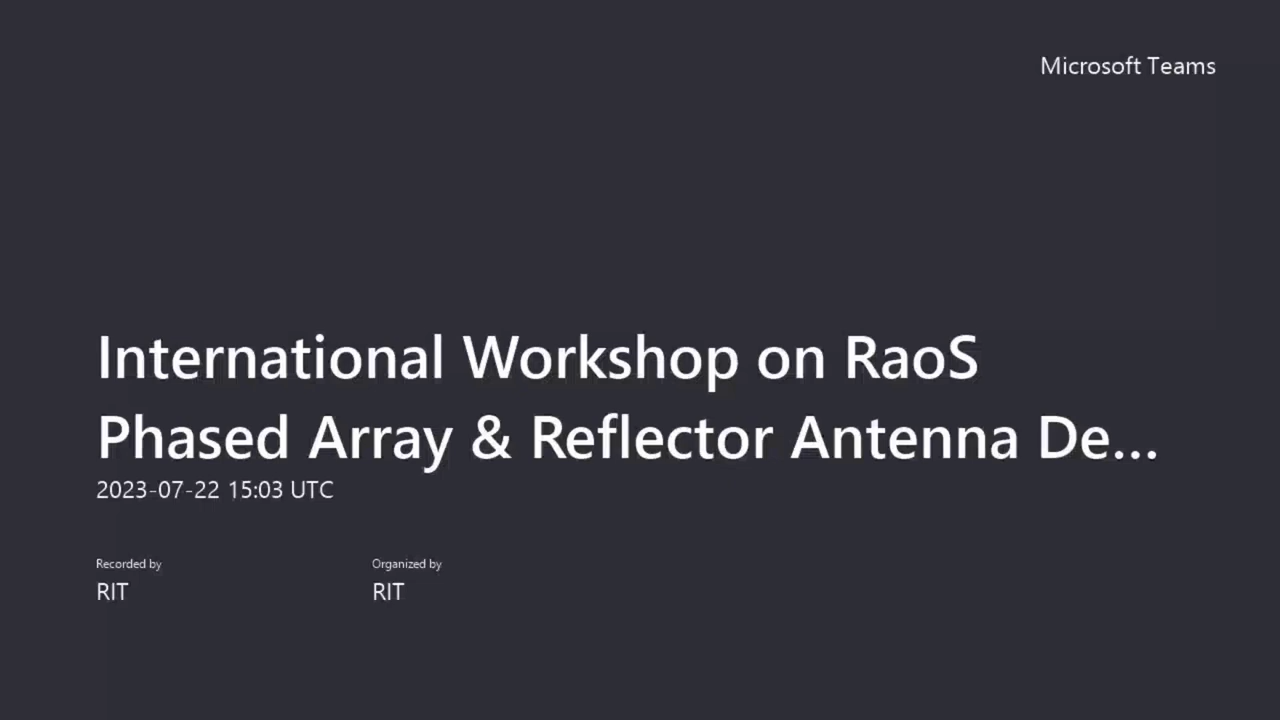 Microsoft Teams
International Workshop on RaoS
Phased Array & Reflector Antenna De...
2023-07-22 15:03 UTC
Recorded by
Organized by
RIT
RIT